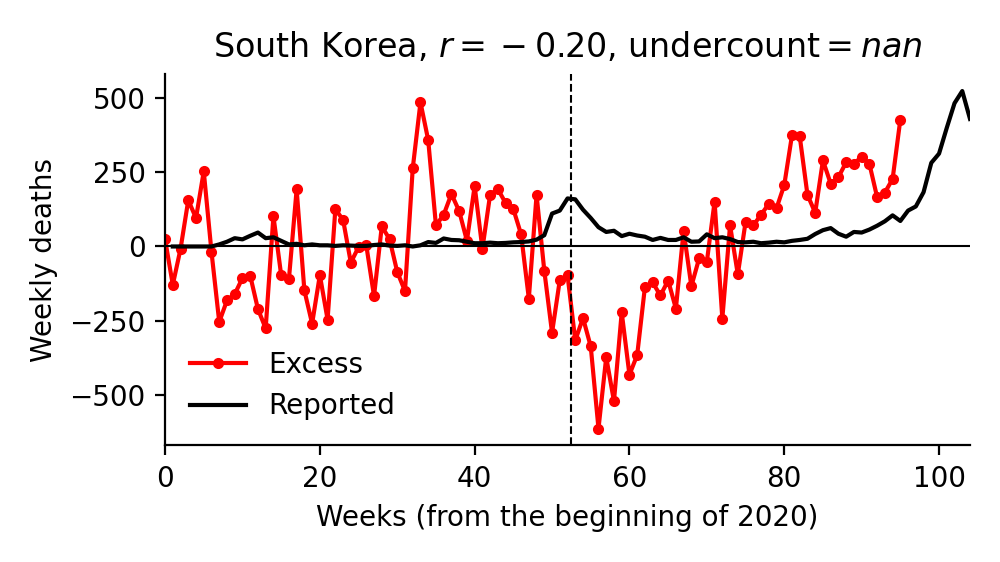 South Korea, r = −0.20, undercount = nan
Weekly deaths
500
250
0
−250
−500
Excess
Reported
0 20 40 60 80 100
Weeks (from the beginning of 2020)